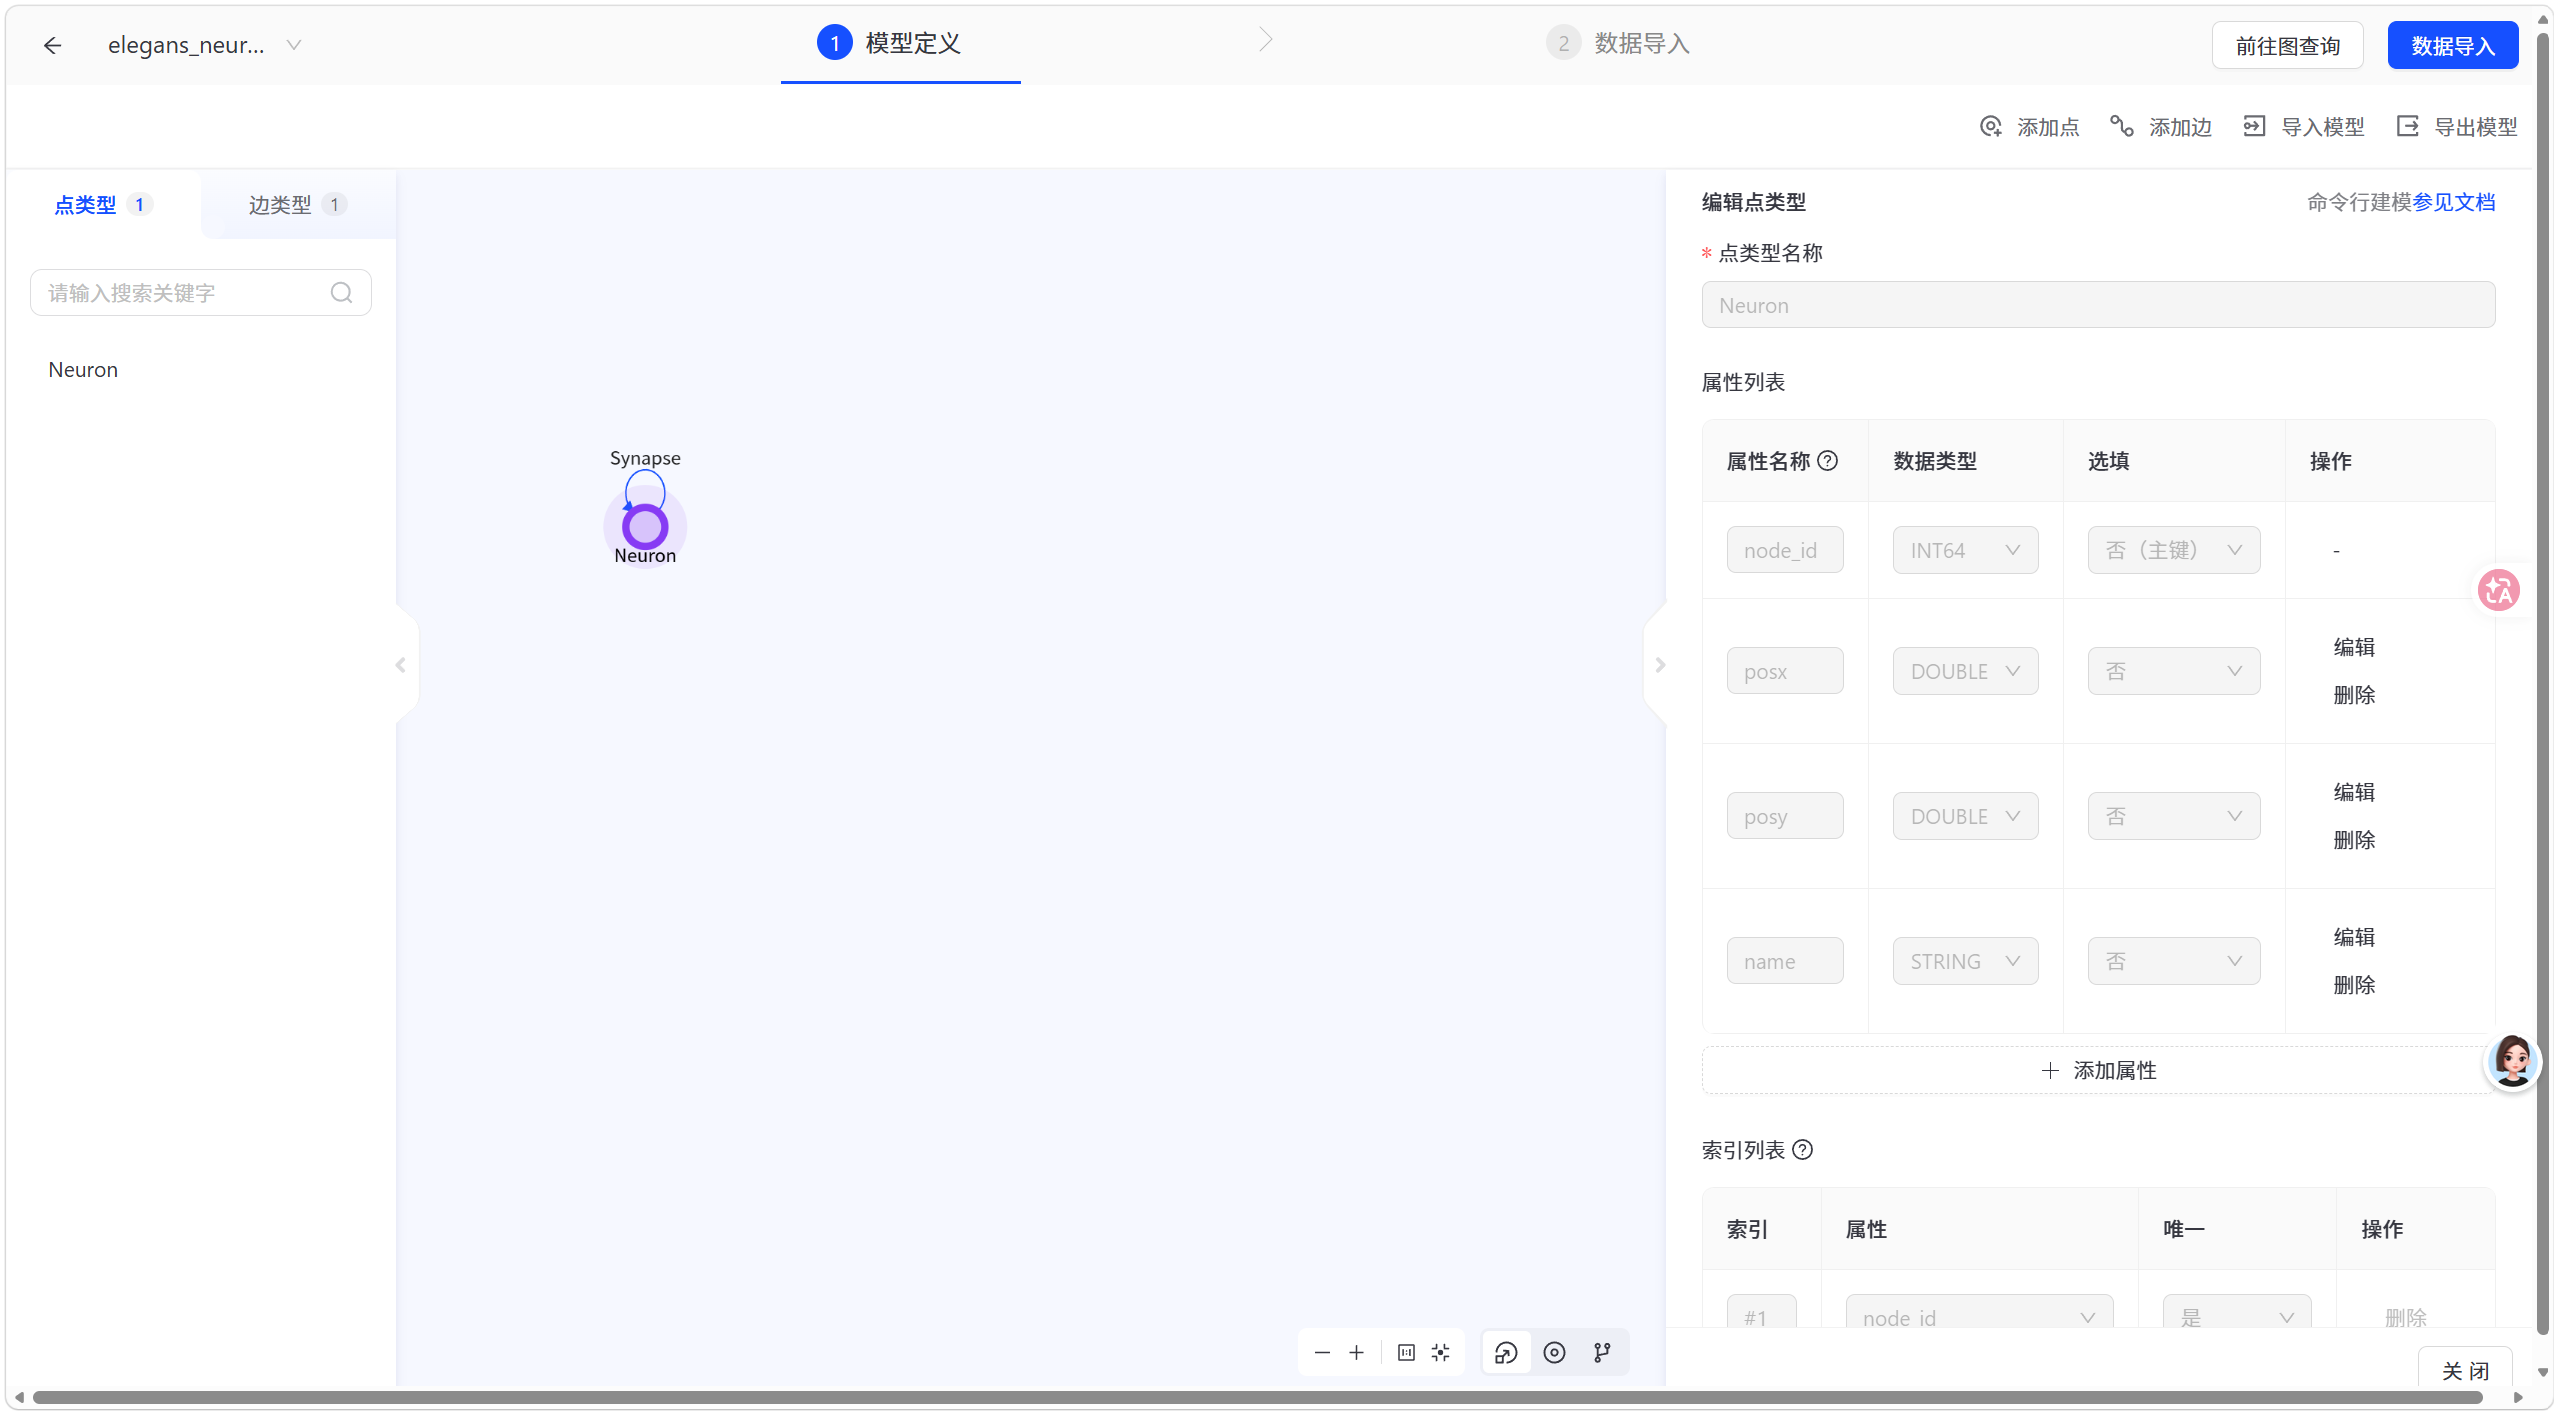 elegans_neur...
1 模型定义
2 数据导入
前往图查询
数据导入
添加点
添加边
导入模型
导出模型
点类型 1
边类型 1
请输入搜索关键字
Neuron
Synapse
Neuron
编辑点类型
命令行建模参见文档
* 点类型名称
Neuron
属性列表
属性名称 数据类型 选填 操作
node_id INT64 否（主键） -
posx DOUBLE 否 编辑
删除
posy DOUBLE 否 编辑
删除
name STRING 否 编辑
删除
+ 添加属性
索引列表
索引 属性 唯一 操作
#1 node_id 是 删除
关 闭